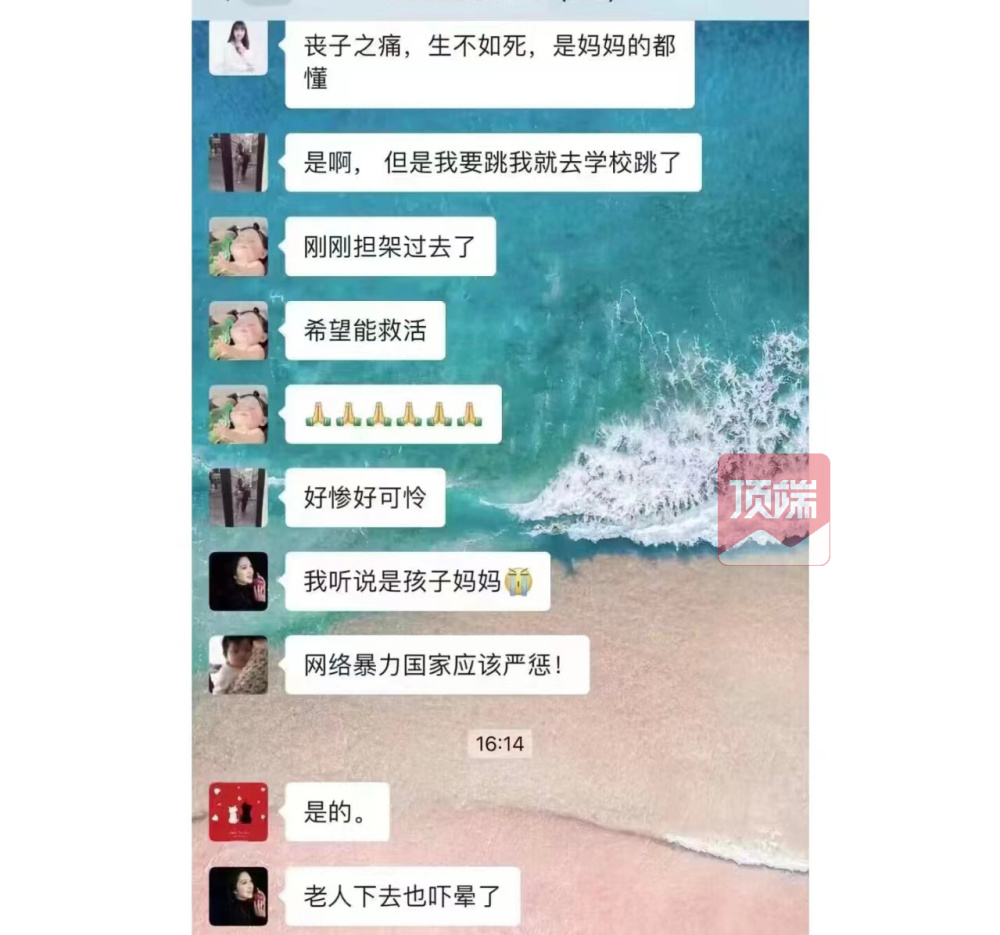 丧子之痛，生不如死，是妈妈的都
懂
是啊， 但是我要跳我就去学校跳了
刚刚担架过去了
希望能救活
🙏🙏🙏🙏🙏🙏
好惨好可怜
我听说是孩子妈妈😭
网络暴力国家应该严惩！
顶端
16:14
是的。
老人下去也吓晕了